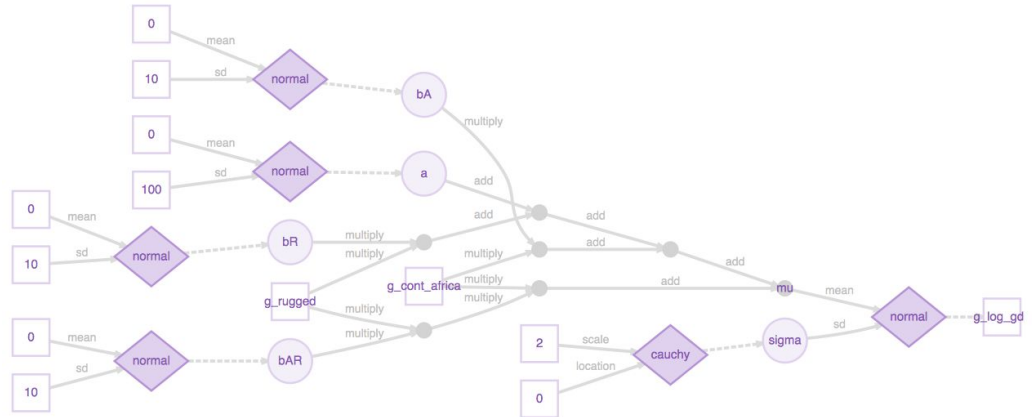 0
mean
10
sd
normal
bA
multiply
0
mean
100
sd
normal
a
add
0
mean
10
sd
normal
bR
multiply
multiply
add
add
g_rugged
g_cont_africa
multiply
multiply
multiply
add
add
add
mu
mean
normal
g_log_gd
0
mean
10
sd
normal
bAR
multiply
multiply
2
scale
0
location
cauchy
sigma
sd